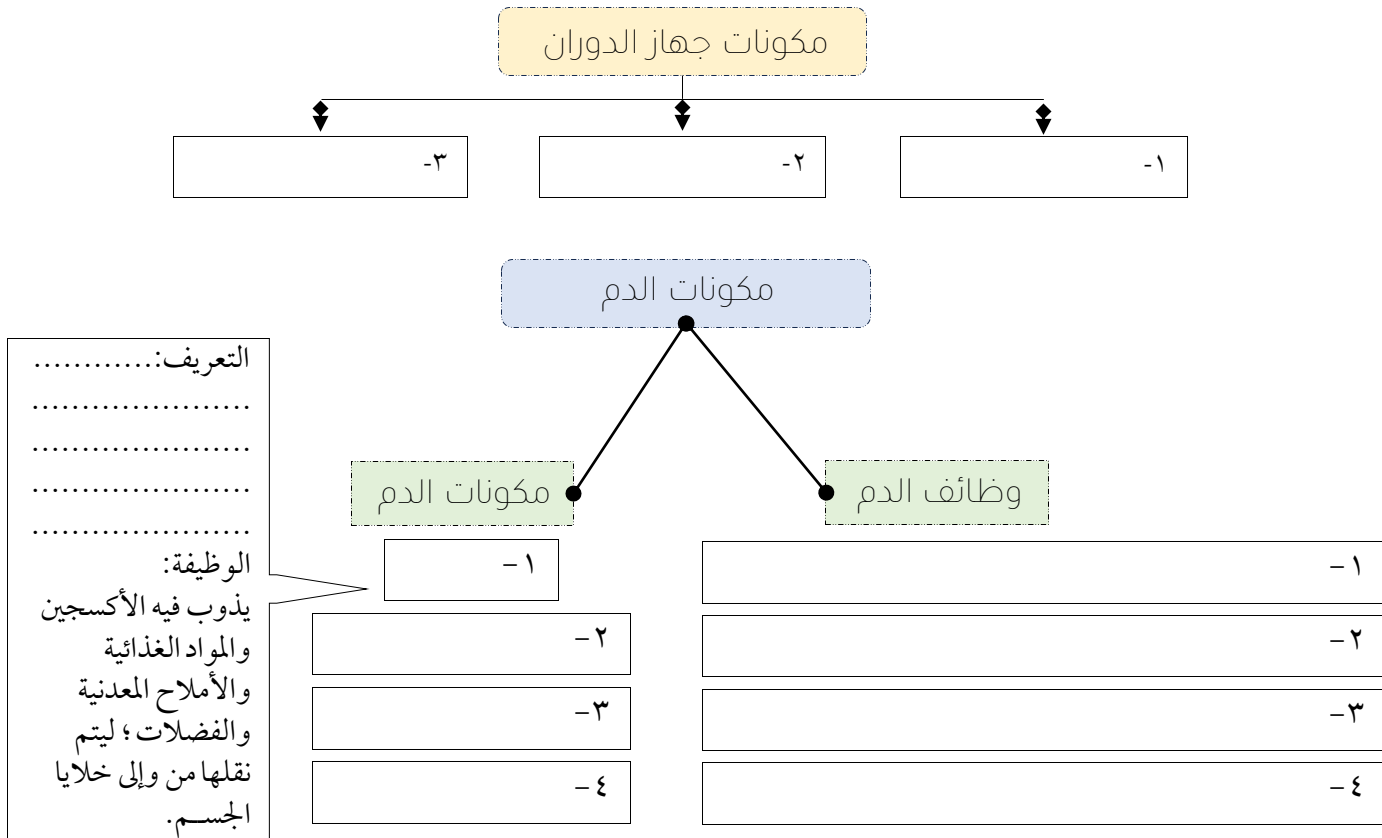 مكونات جهاز الدوران
١-
٢-
٣-
مكونات الدم
وظائف الدم
١–
٢–
٣–
٤–
مكونات الدم
١–
٢–
٣–
٤–
التعريف:.............
......................
......................
......................
......................
الوظيفة:
يذوب فيه الأكسجين
والمواد الغذائية
والأملاح المعدنية
والفضلات ؛ ليتم
نقلها من وإلى خلايا
الجســم.